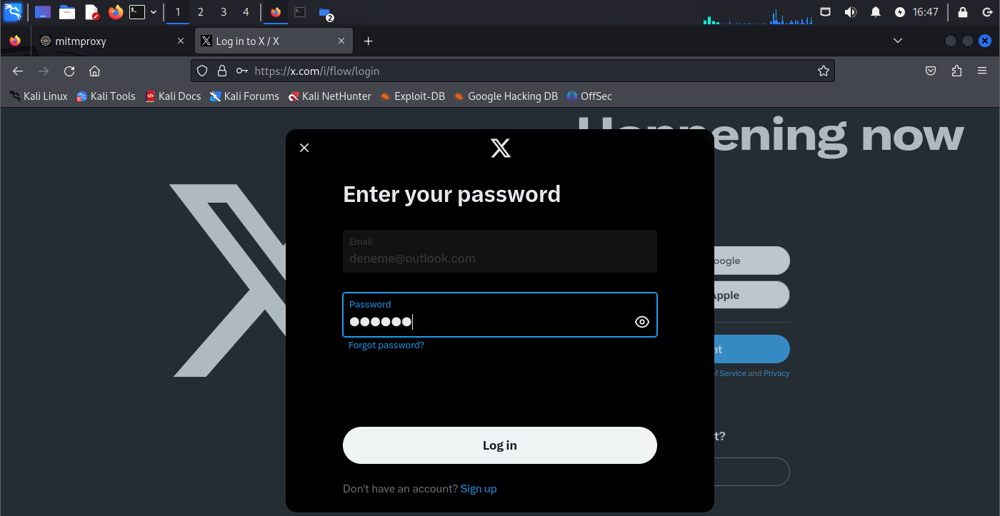 1 2 3 4 2 16:47
mitmproxy Log in to X / X
https://x.com/i/flow/login
Kali Linux Kali Tools Kali Docs Kali Forums Kali NetHunter Exploit-DB Google Hacking DB OffSec
Happening now
Enter your password
Email
deneme@outlook.com
oogle
Password
Apple
Forgot password?
nt
of Service and Privacy
t?
Log in
Don't have an account? Sign up